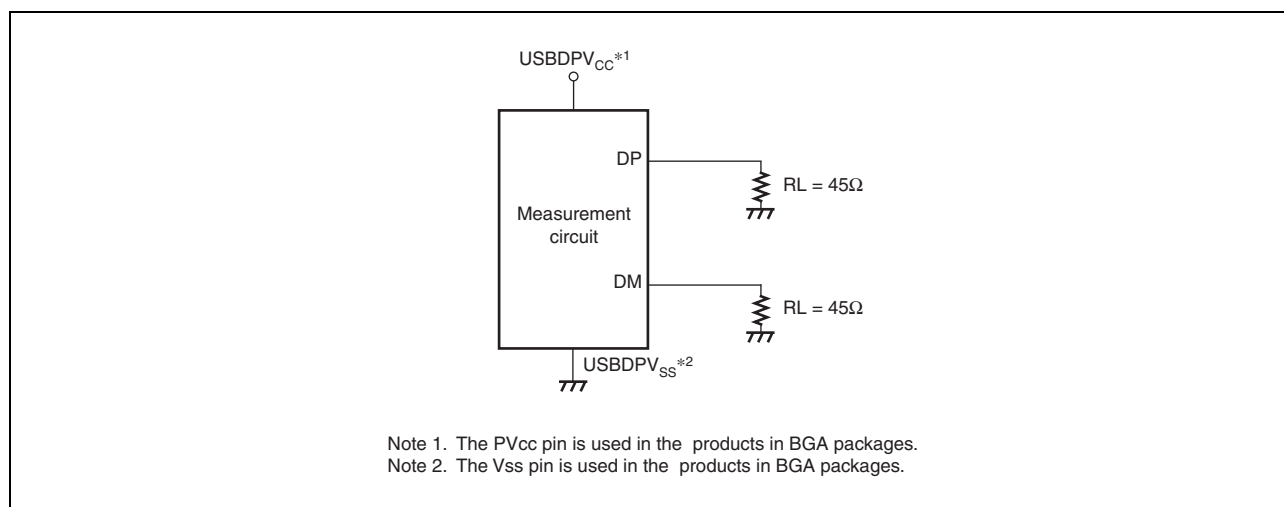 USBDPVCC*1
DP
RL = 45Ω
Measurement
circuit
DM
RL = 45Ω
USBDPVSS*2
Note 1. The PVcc pin is used in the products in BGA packages.
Note 2. The Vss pin is used in the products in BGA packages.